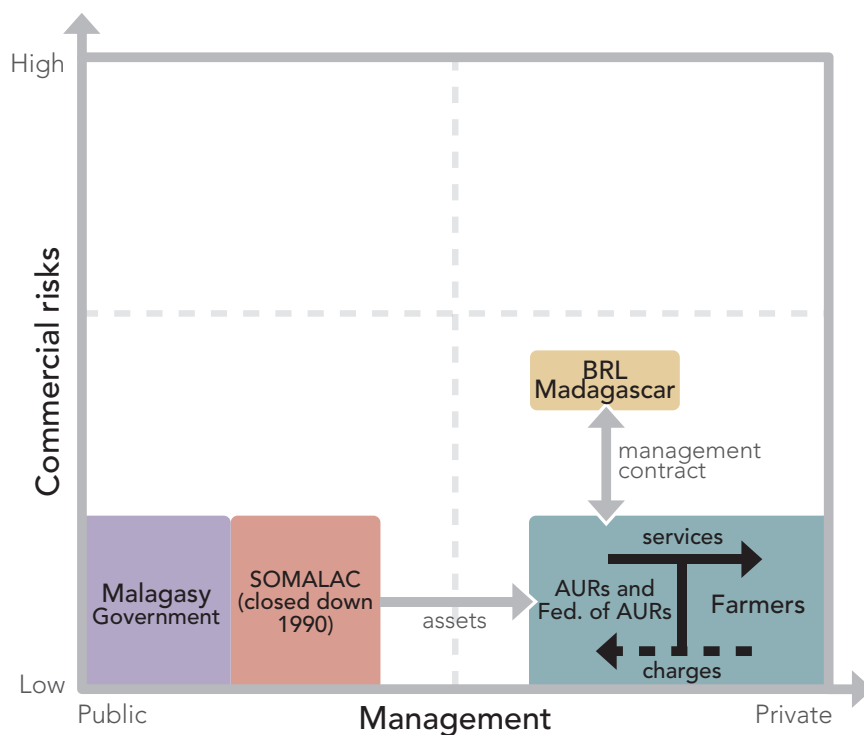 High
Commercial risks
BRL
Madagascar
management
contract
Malagasy
Government
SOMALAC
(closed down
1990)
assets
services
AURs and
Fed. of AURs
Farmers
charges
Low
Public
Management
Private